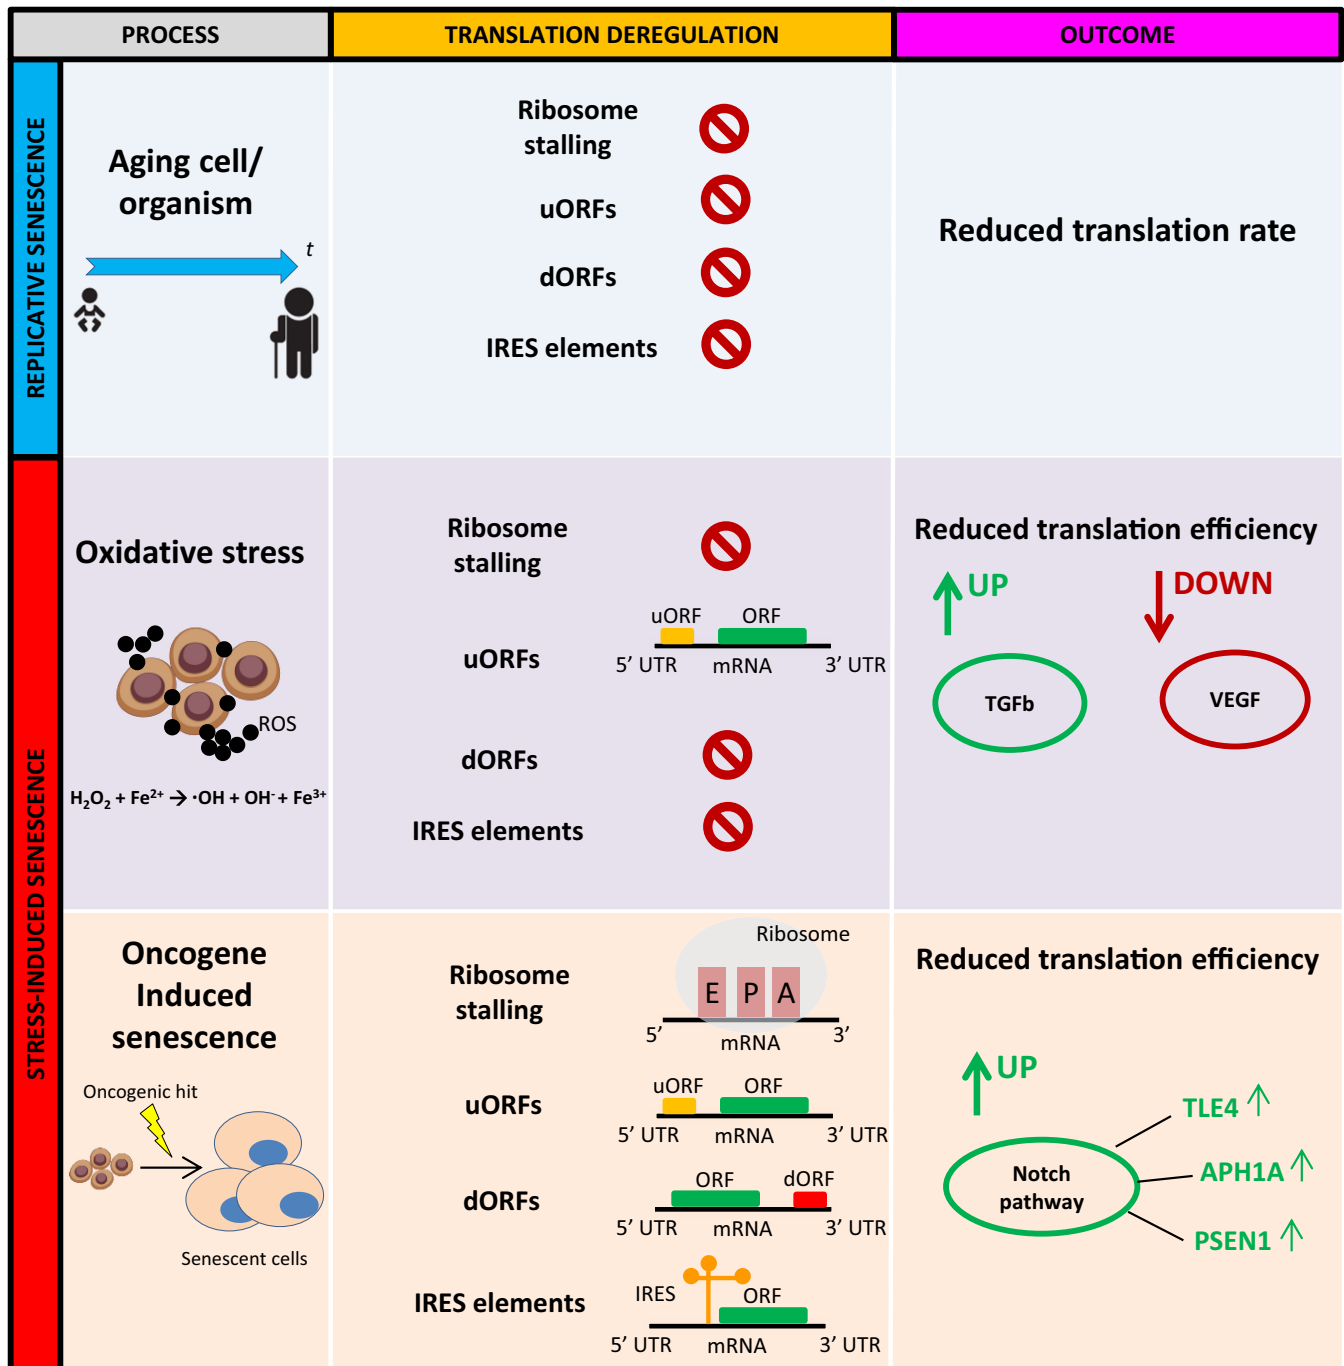 PROCESS
TRANSLATION DEREGULATION
OUTCOME
REPLICATIVE SENESCENCE
Aging cell/
organism
t
Ribosome
stalling
uORFs
dORFs
IRES elements
Reduced translation rate
STRESS-INDUCED SENESCENCE
Oxidative stress
ROS
H₂O₂ + Fe²⁺ → ·OH + OH⁻ + Fe³⁺
Ribosome
stalling
uORFs
uORF
ORF
5’ UTR
mRNA
3’ UTR
dORFs
IRES elements
Reduced translation efficiency
UP
DOWN
TGFb
VEGF
Oncogene
Induced
senescence
Oncogenic hit
Senescent cells
Ribosome
stalling
Ribosome
E P A
5’
mRNA
3’
uORFs
uORF
ORF
5’ UTR
mRNA
3’ UTR
dORFs
ORF
dORF
5’ UTR
mRNA
3’ UTR
IRES elements
IRES
ORF
5’ UTR
mRNA
3’ UTR
Reduced translation efficiency
UP
Notch
pathway
TLE4
APH1A
PSEN1